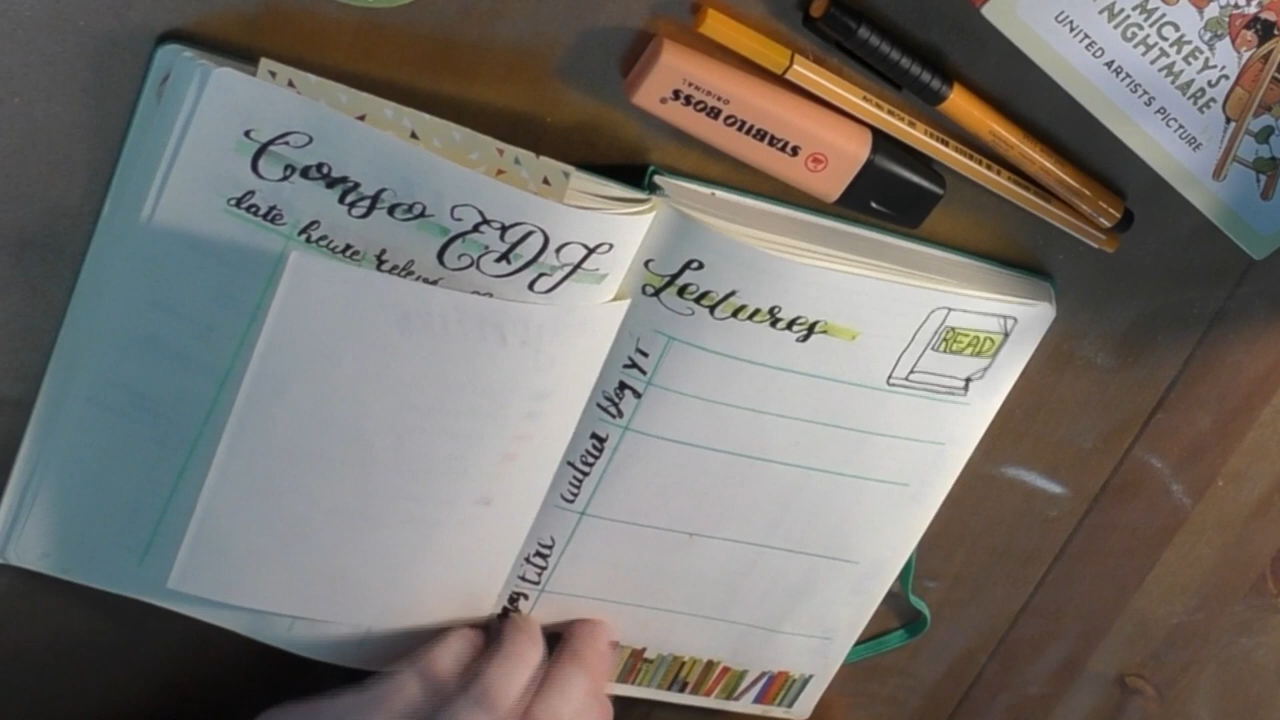 Conso EDF
date heure relevé
Lectures
READ
YT
blog
auteur
titre
STABILO BOSS
ORIGINAL
MICKEY'S
NIGHTMARE
UNITED ARTISTS PICTURE